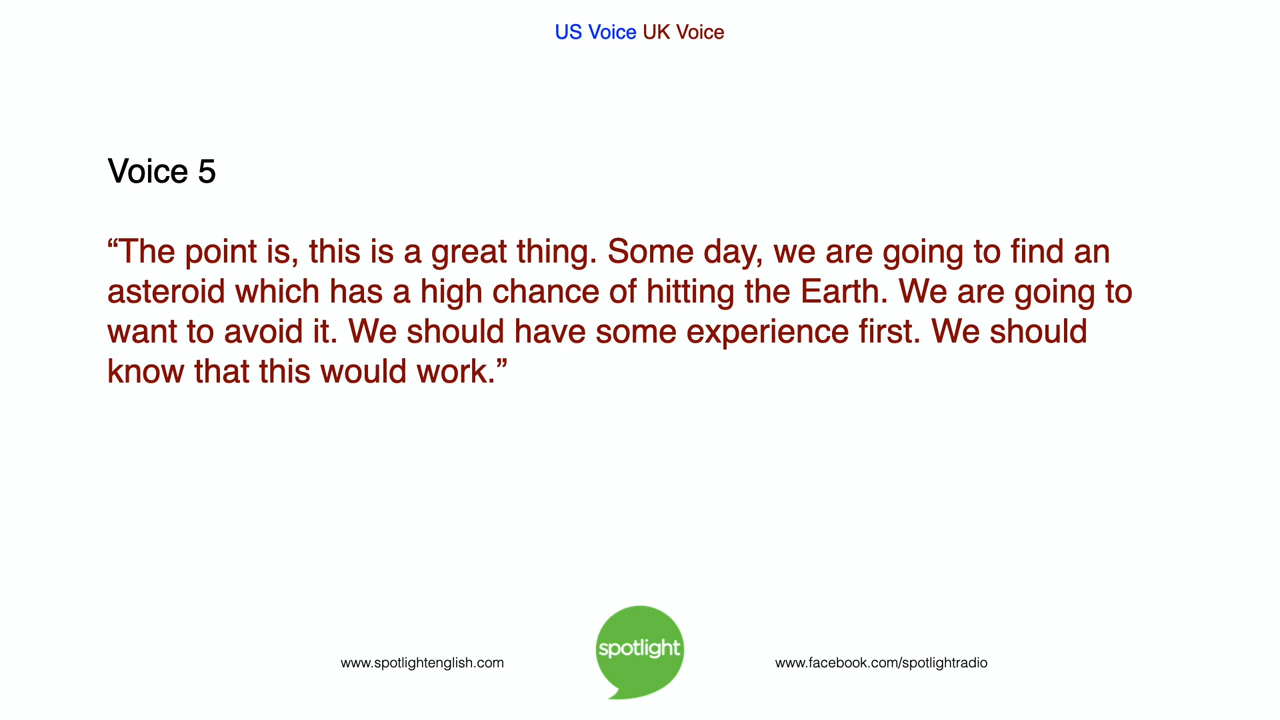 US Voice UK Voice
Voice 5
“The point is, this is a great thing. Some day, we are going to find an
asteroid which has a high chance of hitting the Earth. We are going to
want to avoid it. We should have some experience first. We should
know that this would work.”
spotlight
www.spotlightenglish.com
www.facebook.com/spotlightradio